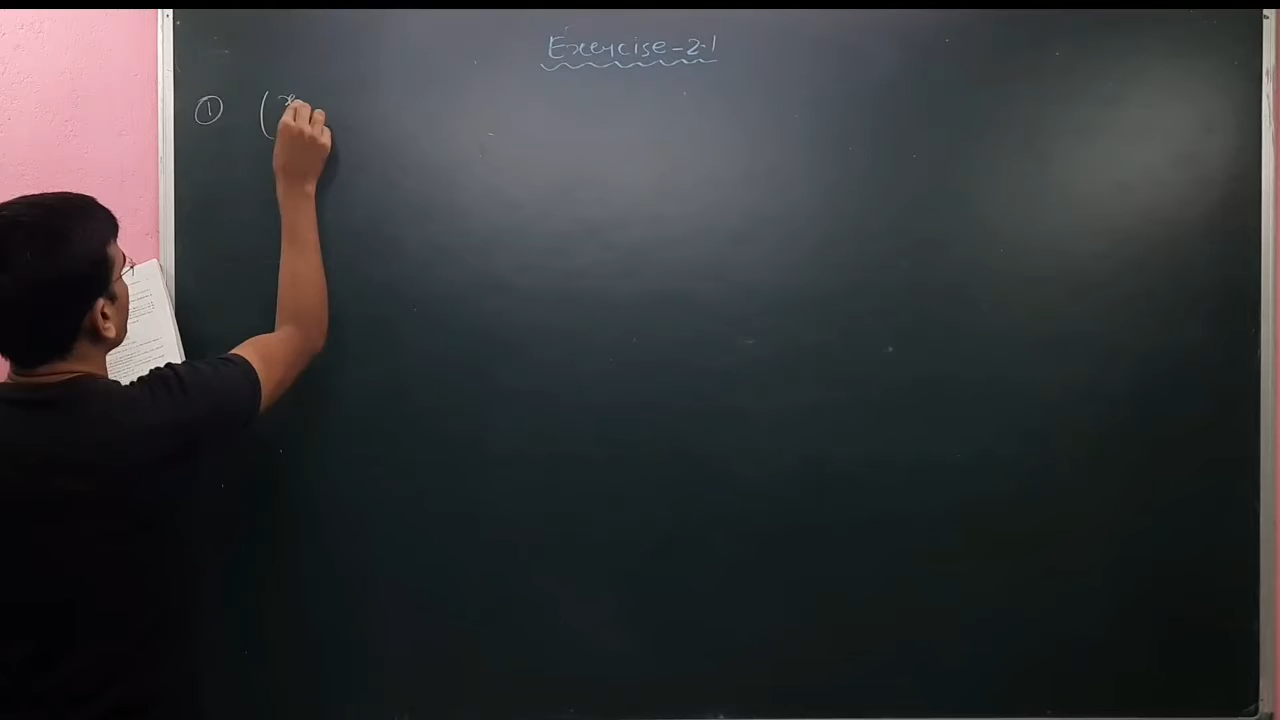 Exercise-2.1
① (x